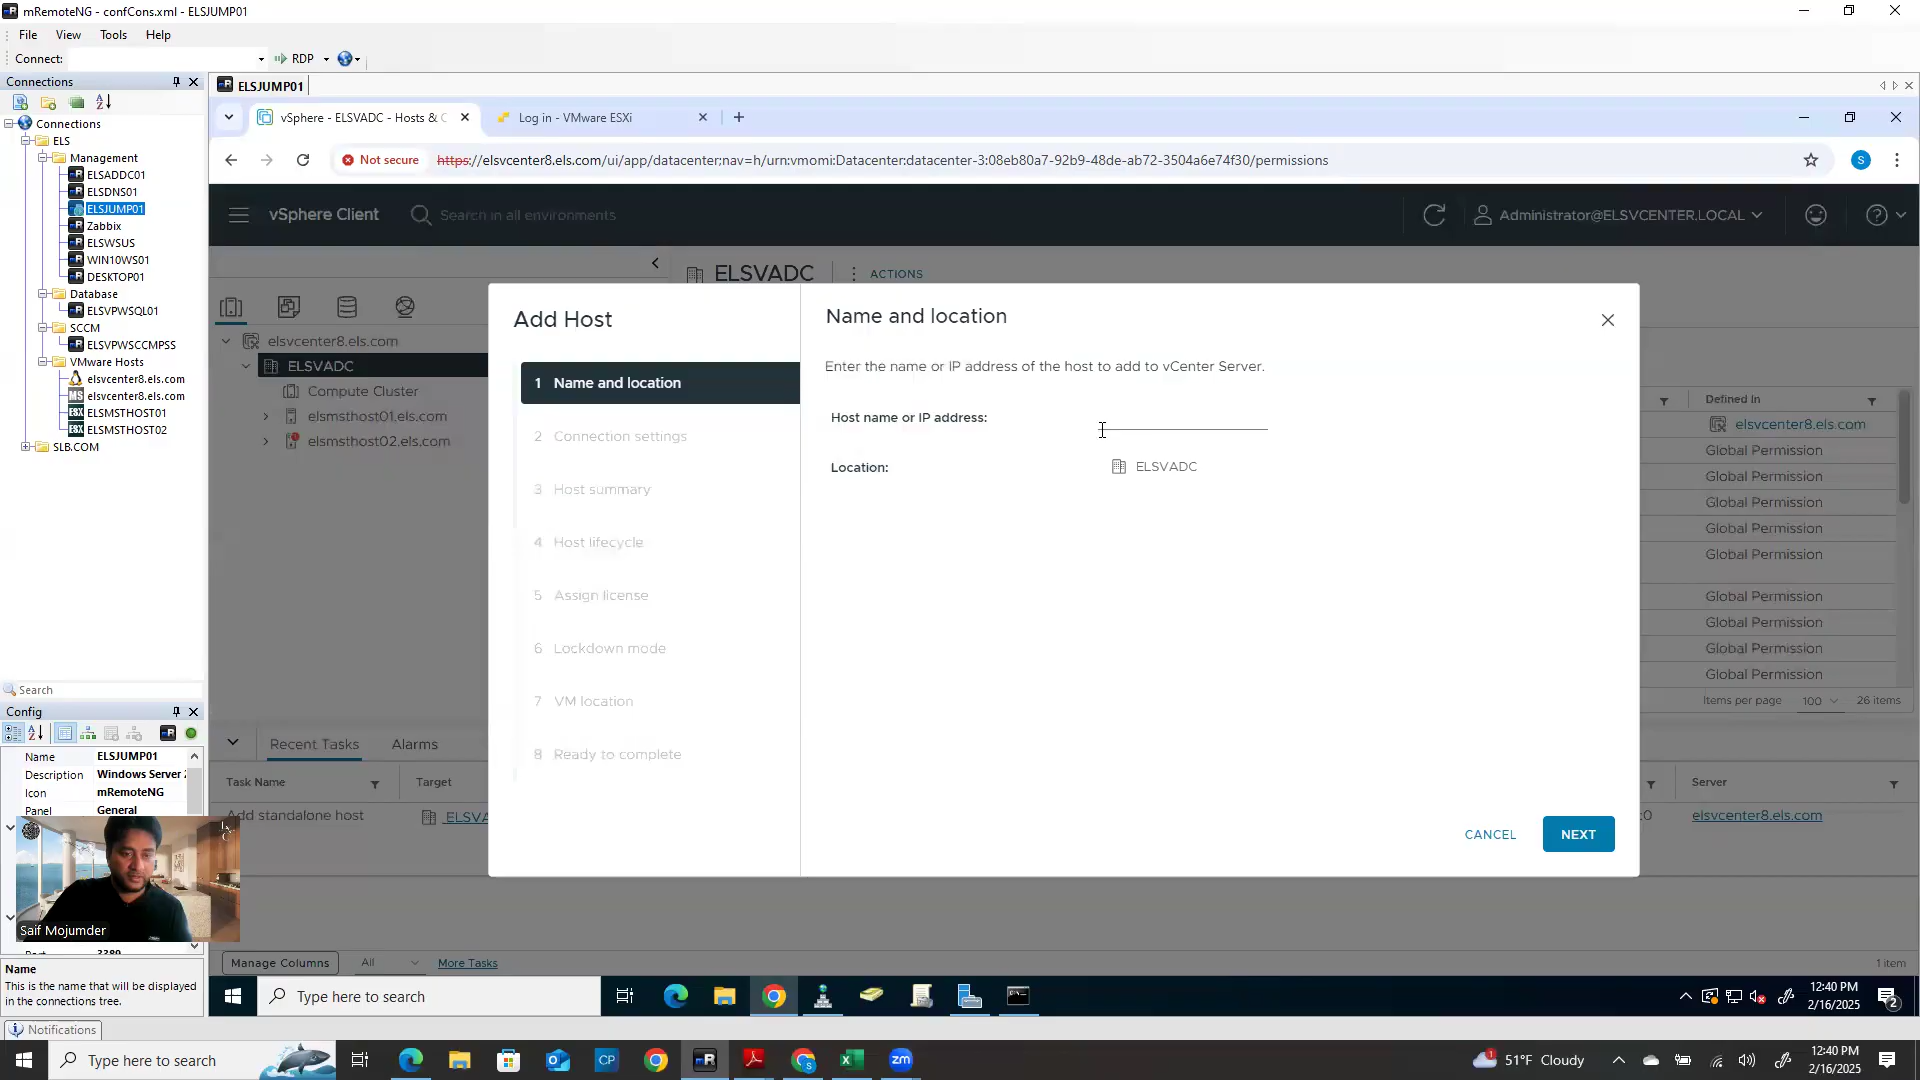 mRemoteNG - confCons.xml - ELSJUMP01
File View Tools Help
Connect: RDP
Connections
ELSJUMP01
vSphere - ELSVADC - Hosts & C
Log in - VMware ESXi
Not secure https://elsvcenter8.els.com/ui/app/datacenter;nav=h/urn:vmomi:Datacenter:datacenter-3:08eb80a7-92b9-48de-ab72-3504a6e74f30/permissions
S
Connections
ELS
Management
ELSADDC01
ELSDNS01
ELSJUMP01
Zabbix
ELSWSUS
WIN10WS01
DESKTOP01
Database
ELSVPWSQL01
SCCM
ELSVPWSCCMPSS
VMware Hosts
elsvcenter8.els.com
elsvcenter8.els.com
ELSMSTHOST01
ELSMSTHOST02
SLB.COM
vSphere Client
Search in all environments
Administrator@ELSVCENTER.LOCAL
ELSVADC
ACTIONS
elsvcenter8.els.com
ELSVADC
Compute Cluster
elsmsthost01.els.com
elsmsthost02.els.com
Add Host
1 Name and location
2 Connection settings
3 Host summary
4 Host lifecycle
5 Assign license
6 Lockdown mode
7 VM location
8 Ready to complete
Name and location
Enter the name or IP address of the host to add to vCenter Server.
Host name or IP address:
Location: ELSVADC
CANCEL NEXT
Defined In
elsvcenter8.els.com
Global Permission
Global Permission
Global Permission
Global Permission
Global Permission
Global Permission
Global Permission
Global Permission
Global Permission
Items per page 100 26 items
Recent Tasks Alarms
Task Name Target
Server
Add standalone host ELSVA
:0 elsvcenter8.els.com
Manage Columns All More Tasks
1 item
Search
Config
Name ELSJUMP01
Description Windows Server 2
Icon mRemoteNG
Panel General
Saif Mojumder
Name
This is the name that will be displayed
in the connections tree.
Notifications
Type here to search
12:40 PM
2/16/2025
2
Type here to search
CP
zm
1
51°F Cloudy
12:40 PM
2/16/2025